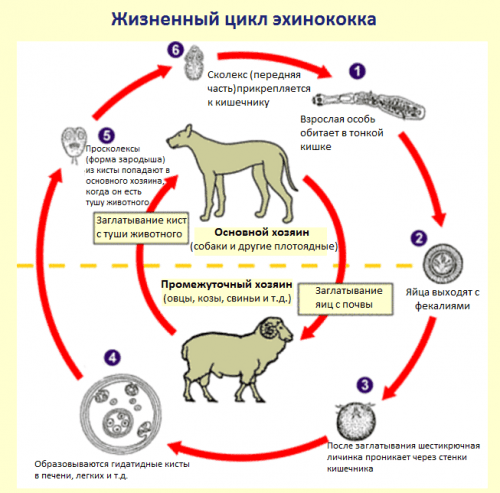 Жизненный цикл эхинококка
6
Сколекс (передняя
часть)прикрепляется
к кишечнику
1
Взрослая особь
обитает в тонкой
кишке
5
Просколексы
(форма зародыша)
из кисты попадают в
основного хозяина,
когда он есть
тушу животного
Заглатывание кист
с туши животного
Основной хозяин
(собаки и другие плотоядные)
2
Яйца выходят с
фекалиями
Промежуточный хозяин
(овцы, козы, свиньи и т.д.)
Заглатывание
яиц с почвы
4
Образовываются гидатидные кисты
в печени, легких и т.д.
3
После заглатывания шестикрючная
личинка проникает через стенки
кишечника